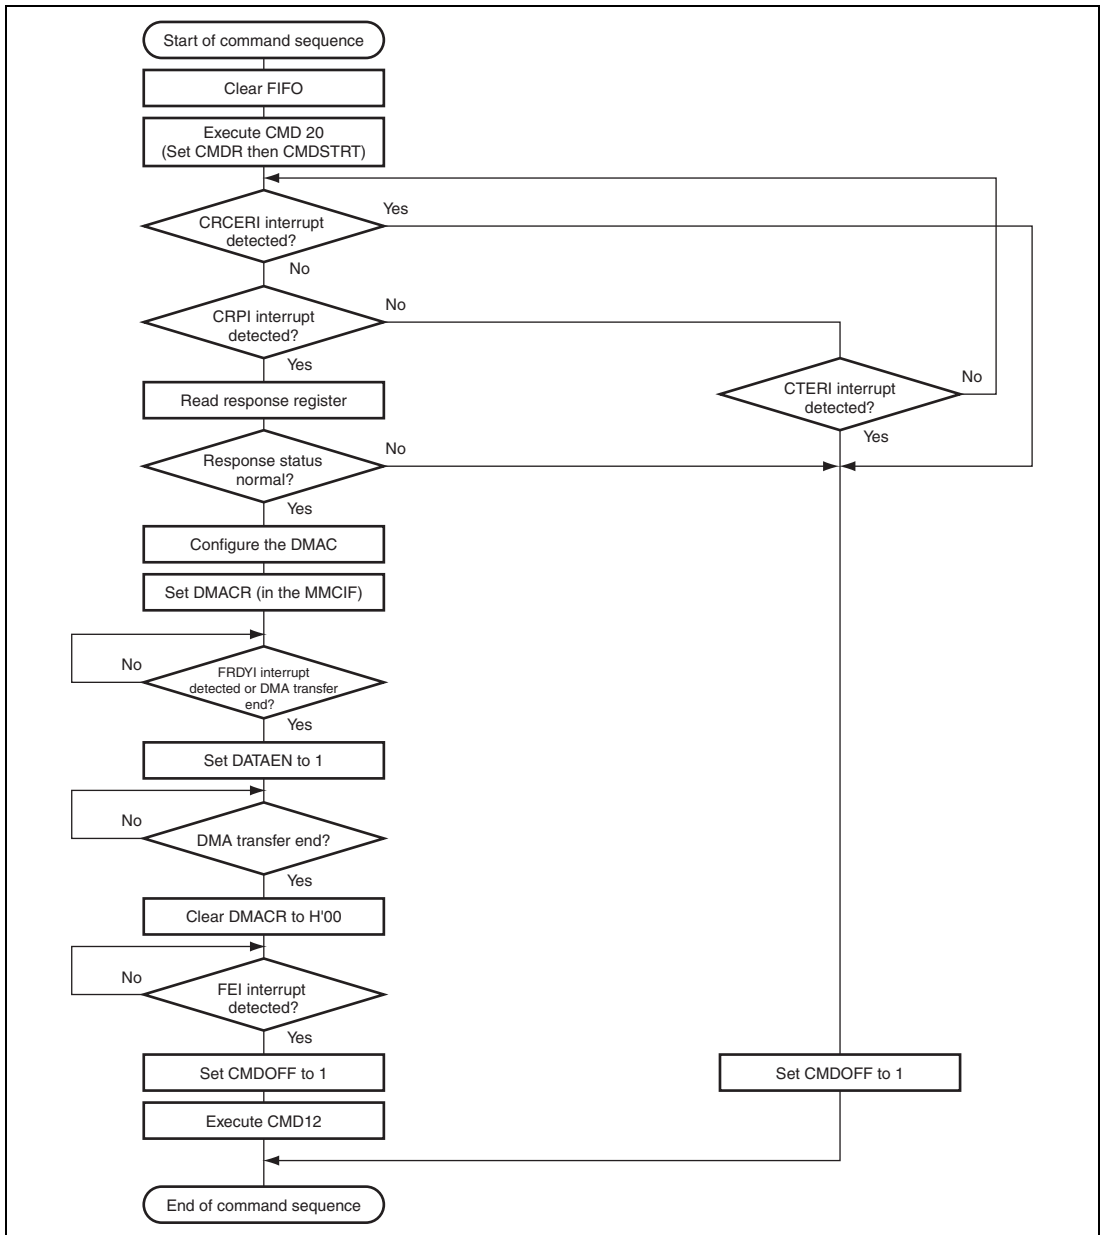 Start of command sequence
Clear FIFO
Execute CMD 20
(Set CMDR then CMDSTRT)
CRCERI interrupt
detected?
Yes
No
CRPI interrupt
detected?
No
Yes
CTERI interrupt
detected?
No
Yes
Read response register
Response status
normal?
No
Yes
Configure the DMAC
Set DMACR (in the MMCIF)
FRDYI interrupt
detected or DMA transfer
end?
No
Yes
Set DATAEN to 1
DMA transfer end?
No
Yes
Clear DMACR to H'00
FEI interrupt
detected?
No
Yes
Set CMDOFF to 1
Set CMDOFF to 1
Execute CMD12
End of command sequence